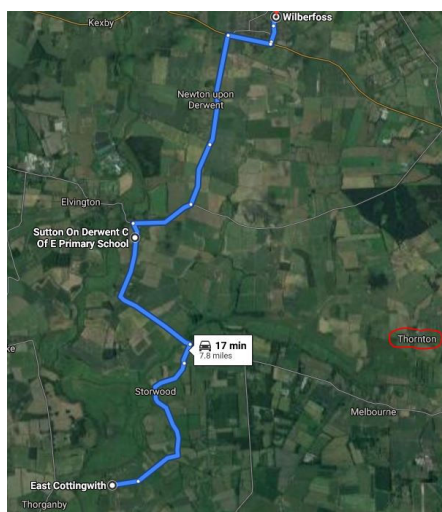 Kexby
Wilberfoss
Newton upon
Derwent
Elvington
Sutton On Derwent C
Of E Primary School
17 min
7.8 miles
Thornton
ke
Storwood
Melbourne
East Cottingwith
Thorganby